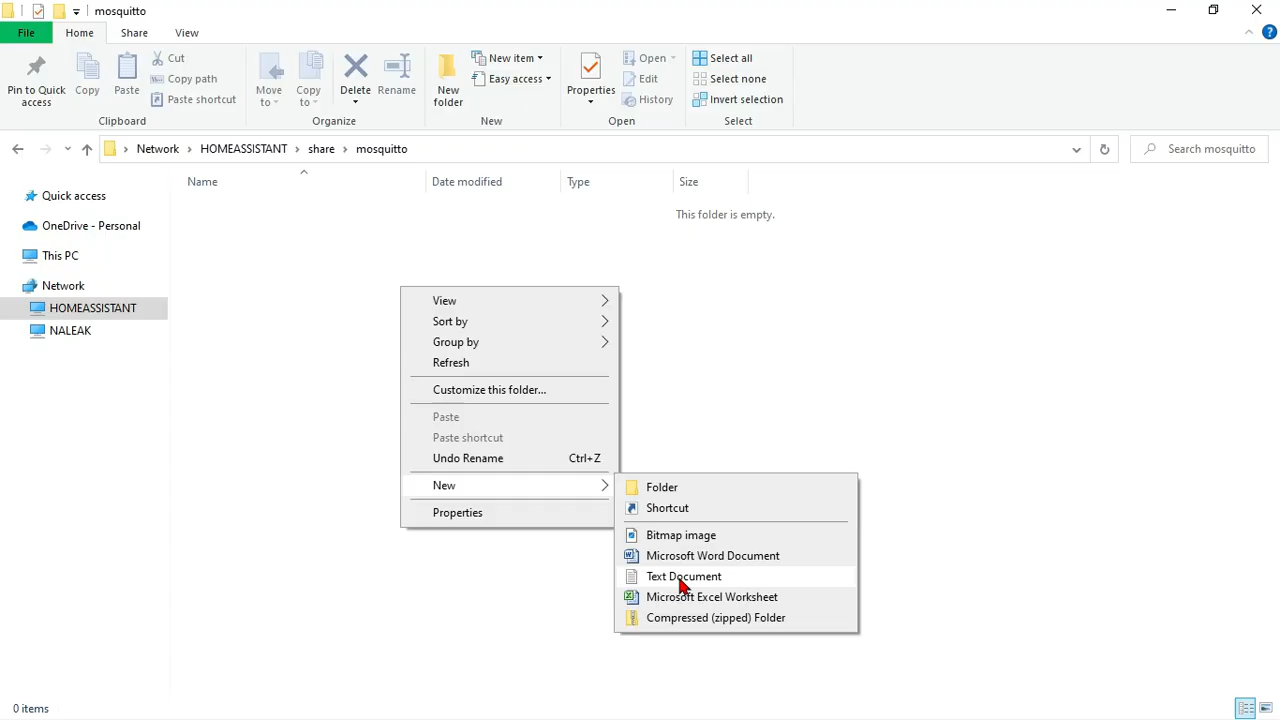 mosquitto
File Home Share View
Pin to Quick access
Copy
Paste
Cut
Copy path
Paste shortcut
Clipboard
Move to
Copy to
Delete
Rename
Organize
New folder
New item
Easy access
New
Properties
Open
Edit
History
Open
Select all
Select none
Invert selection
Select
Network HOMEASSISTANT share mosquitto
Search mosquitto
Name Date modified Type Size
This folder is empty.
Quick access
OneDrive - Personal
This PC
Network
HOMEASSISTANT
NALEAK
View
Sort by
Group by
Refresh
Customize this folder...
Paste
Paste shortcut
Undo Rename Ctrl+Z
New
Properties
Folder
Shortcut
Bitmap image
Microsoft Word Document
Text Document
Microsoft Excel Worksheet
Compressed (zipped) Folder
0 items